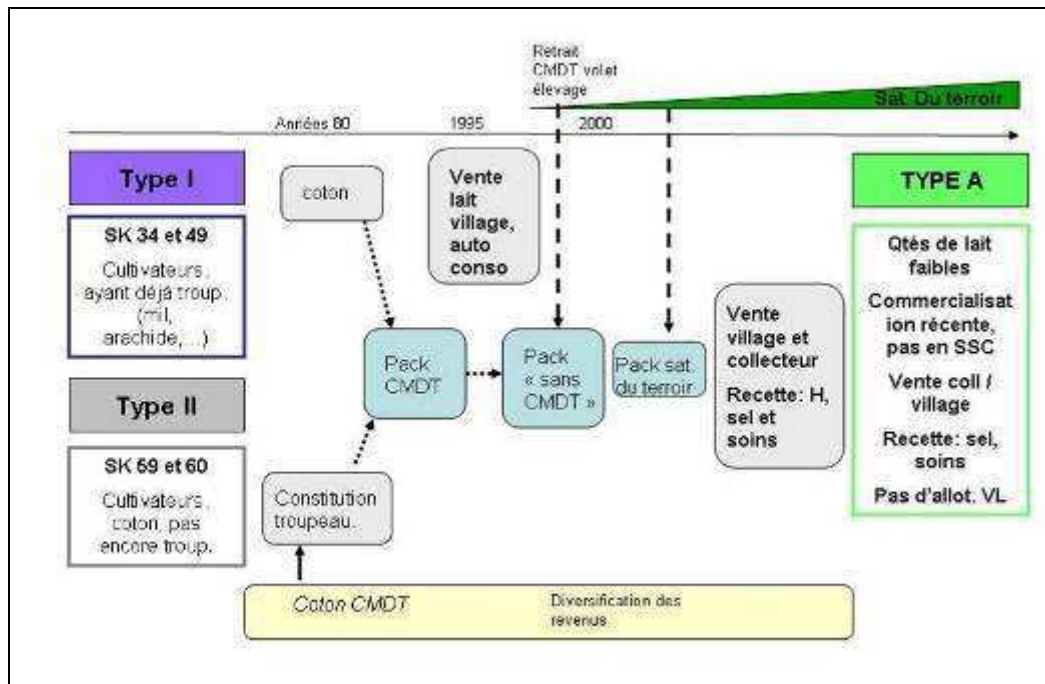 Retrait
CMDT volet
élevage
Sat. Du terroir
Années 80
1995
2000
Type I
SK 34 et 49
Cultivateurs,
ayant déjà troup.
(mil,
arachide,...)
Type II
SK 59 et 60
Cultivateurs,
coton, pas
encore troup.
coton
Constitution
troupeau.
Pack
CMDT
Vente
lait
village,
auto
conso
Pack
« sans
CMDT »
Pack sat.
du terroir
Vente
village et
collecteur
Recette: H,
sel et
soins
TYPE A
Qtés de lait
faibles
Commercialisat
ion récente,
pas en SSC
Vente coll /
village
Recette: sel,
soins
Pas d'allot. VL
Coton CMDT
Diversification des
revenus